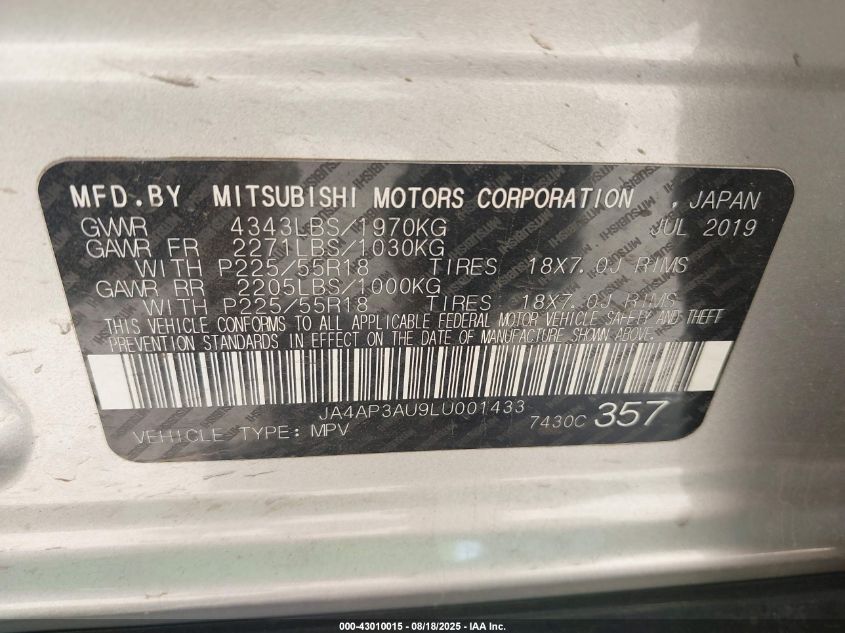 MFD.BY MITSUBISHI MOTORS CORPORATION , JAPAN
GVWR 4343LBS/1970KG JUL 2019
GAWR FR 2271LBS/1030KG
WITH P225/55R18 TIRES 18X7.0J RIMS
GAWR RR 2205LBS/1000KG
WITH P225/55R18 TIRES 18X7.0J RIMS
THIS VEHICLE CONFORMS TO ALL APPLICABLE FEDERAL MOTOR VEHICLE SAFETY AND THEFT
PREVENTION STANDARDS IN EFFECT ON THE DATE OF MANUFACTURE SHOWN ABOVE.
JA4AP3AU9LU001433
VEHICLE TYPE: MPV 7430C 357
000-43010015 - 08/18/2025 - IAA Inc.